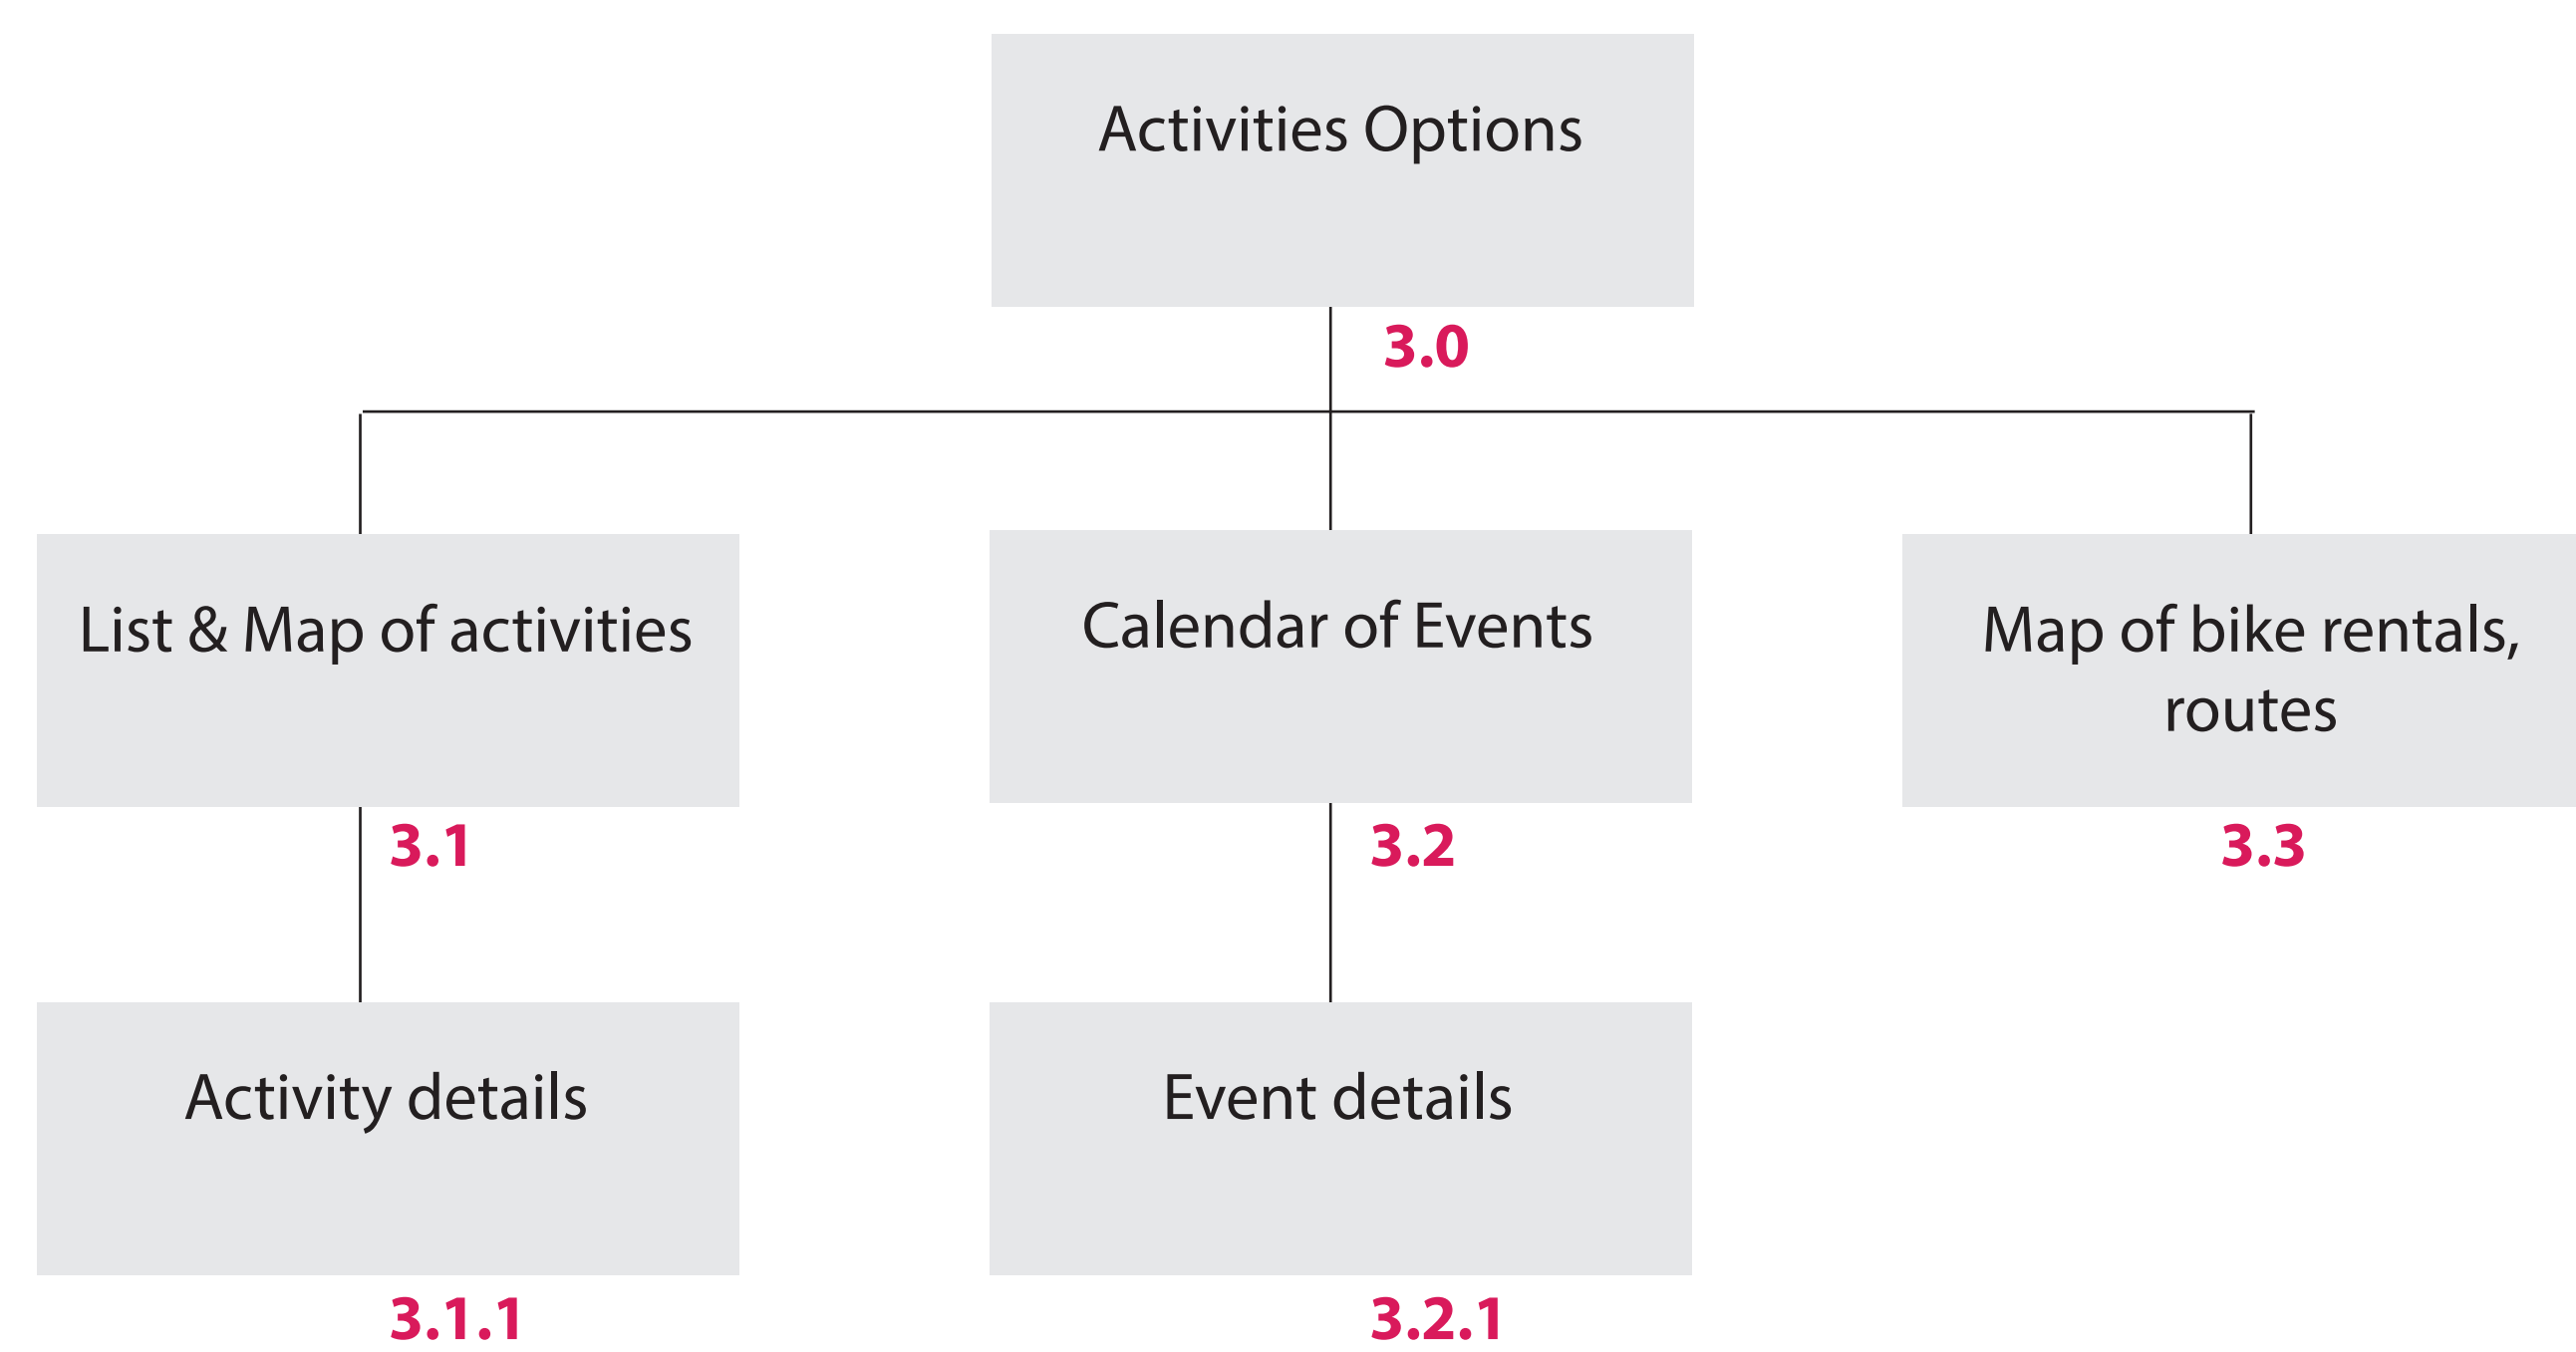 Activities Options
3.0
List & Map of activities
Calendar of Events
Map of bike rentals,
routes
3.1
3.2
3.3
Activity details
Event details
3.1.1
3.2.1